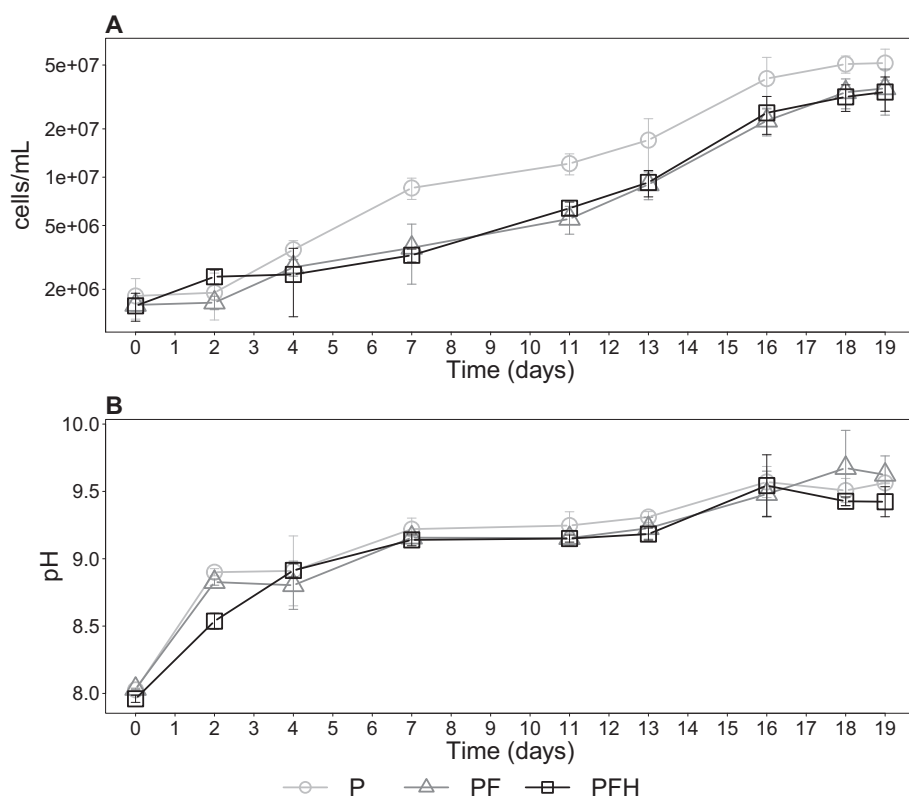 A
5e+07
2e+07
1e+07
5e+06
2e+06
cells/mL
0 1 2 3 4 5 6 7 8 9 10 11 12 13 14 15 16 17 18 19
Time (days)
B
10.0
9.5
9.0
8.5
8.0
pH
0 1 2 3 4 5 6 7 8 9 10 11 12 13 14 15 16 17 18 19
Time (days)
P PF PFH